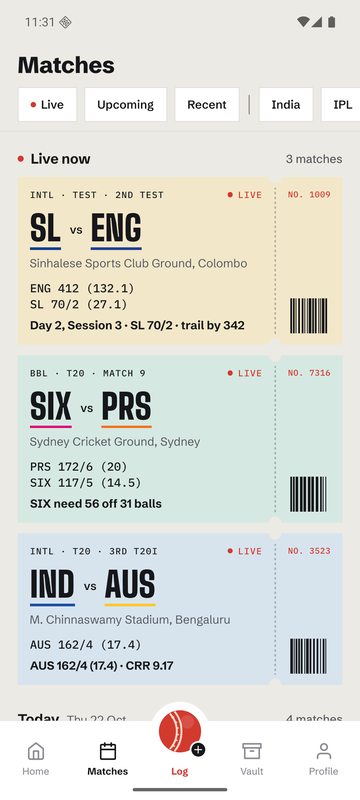 11:31
Matches
Live
Upcoming
Recent
India
IPL
Live now
3 matches
INTL · TEST · 2ND TEST
LIVE
NO. 1009
SL vs ENG
Sinhalese Sports Club Ground, Colombo
ENG 412 (132.1)
SL 70/2 (27.1)
Day 2, Session 3 · SL 70/2 · trail by 342
BBL · T20 · MATCH 9
LIVE
NO. 7316
SIX vs PRS
Sydney Cricket Ground, Sydney
PRS 172/6 (20)
SIX 117/5 (14.5)
SIX need 56 off 31 balls
INTL · T20 · 3RD T20I
LIVE
NO. 3523
IND vs AUS
M. Chinnaswamy Stadium, Bengaluru
AUS 162/4 (17.4)
AUS 162/4 (17.4) · CRR 9.17
Today Thu 22 Oct
4 matches
Home
Matches
Log
Vault
Profile